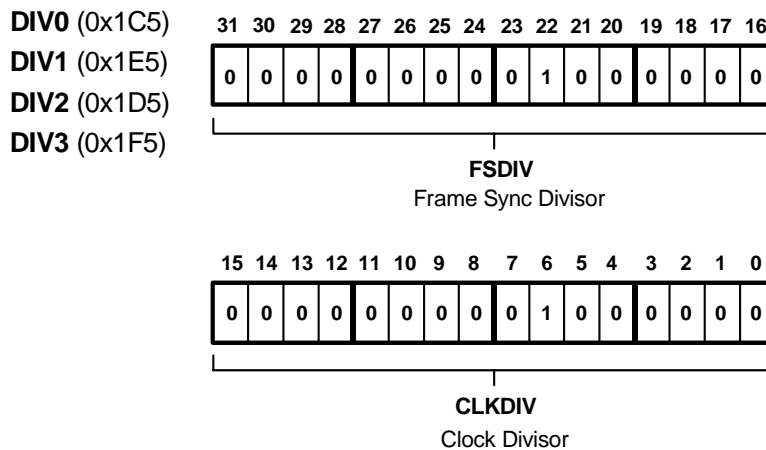 DIV0 (0x1C5)
DIV1 (0x1E5)
DIV2 (0x1D5)
DIV3 (0x1F5)
31 30 29 28 27 26 25 24 23 22 21 20 19 18 17 16
0 0 0 0 0 0 0 0 0 1 0 0 0 0 0 0
FSDIV
Frame Sync Divisor
15 14 13 12 11 10 9 8 7 6 5 4 3 2 1 0
0 0 0 0 0 0 0 0 0 1 0 0 0 0 0 0
CLKDIV
Clock Divisor